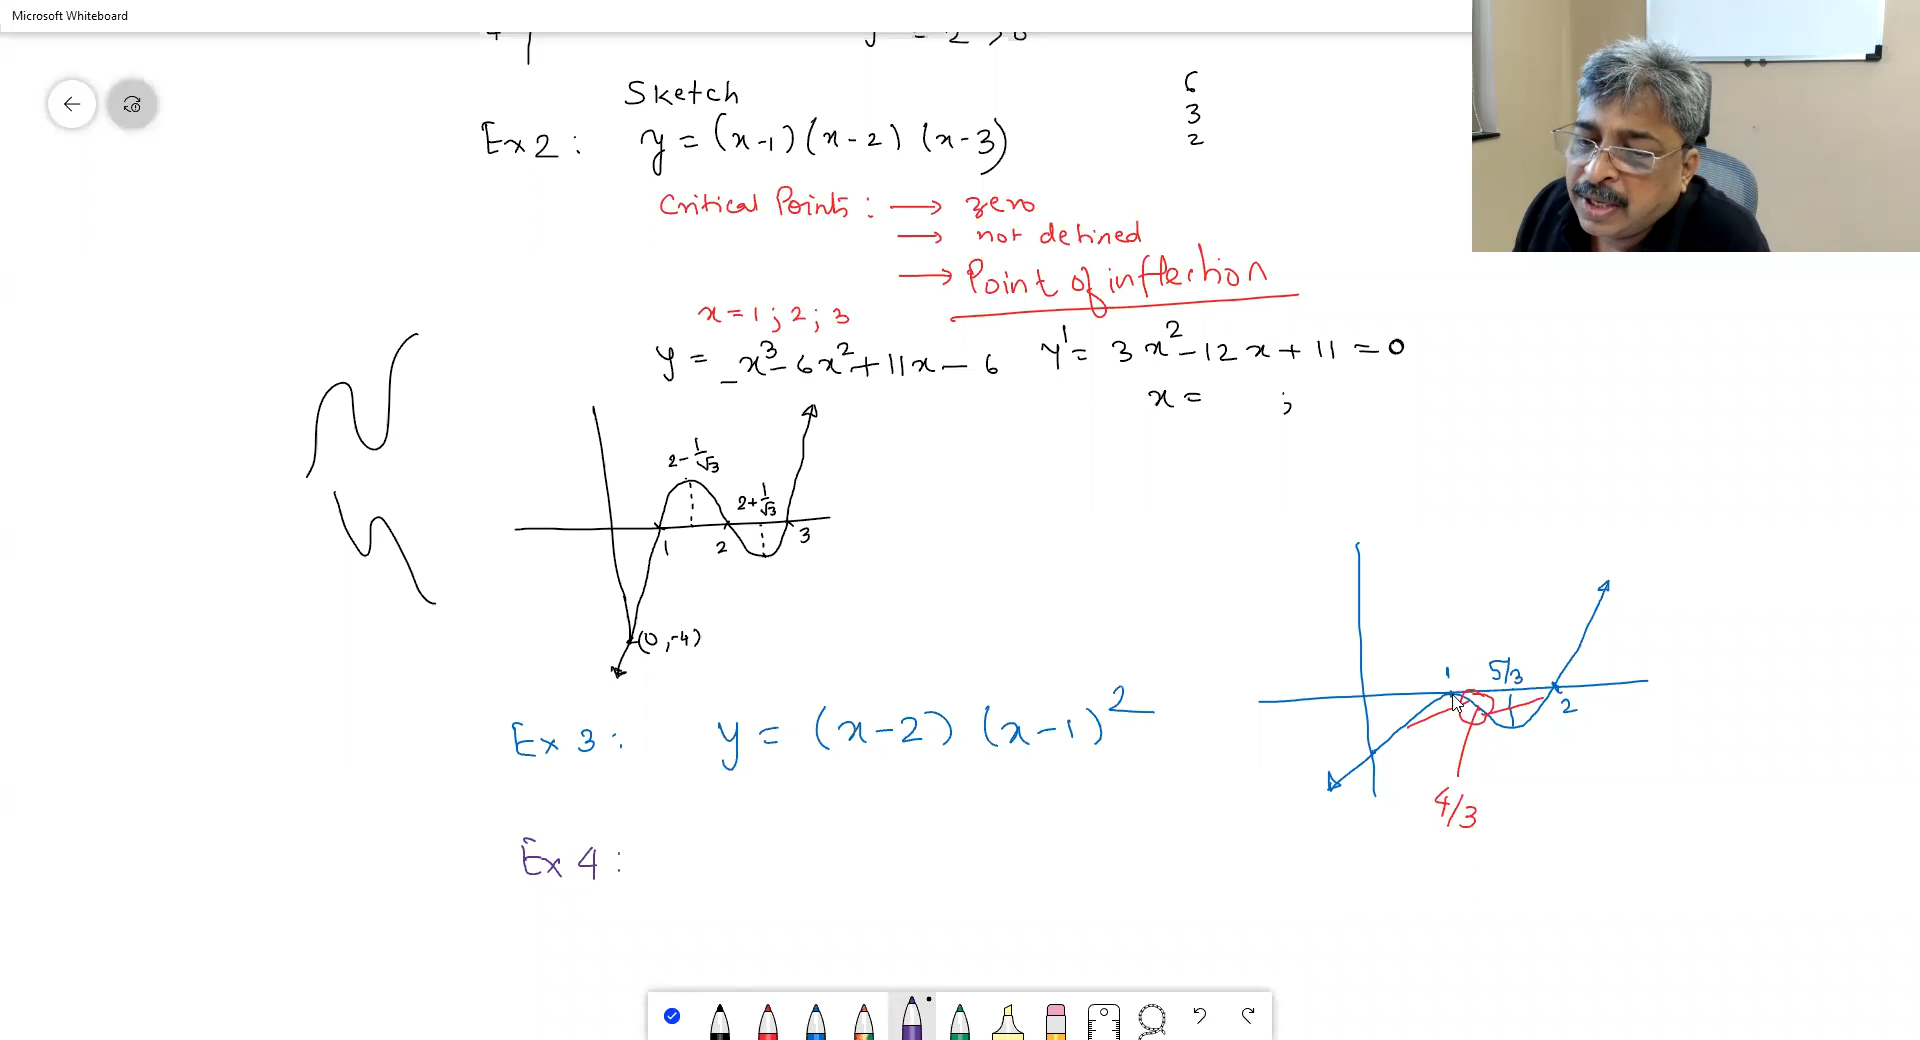 Microsoft Whiteboard
Sketch
Ex 2 : y = (x-1)(x-2)(x-3)
6
3
2
Critical Points : → zero
→ not defined
→ Point of inflection
x = 1 ; 2 ; 3
y = x³ - 6x² + 11x - 6
y' = 3x² - 12x + 11 = 0
x = ;
2 - 1/√3
2 + 1/√3
1 2 3
(0, -4)
1 5/3
2
Ex 3 : y = (x-2)(x-1)²
4/3
Ex 4 :